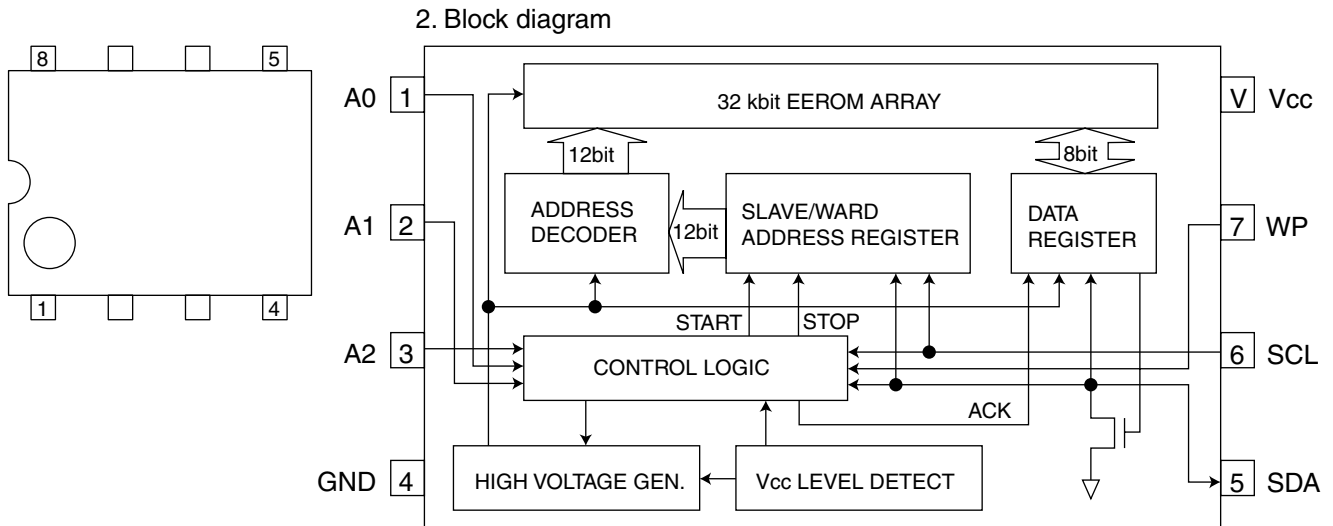 2. Block diagram
8 5
1 4
A0 1
A1 2
A2 3
GND 4
32 kbit EEROM ARRAY
12bit
8bit
ADDRESS
DECODER
12bit
SLAVE/WARD
ADDRESS REGISTER
DATA
REGISTER
START STOP
CONTROL LOGIC
ACK
HIGH VOLTAGE GEN.
Vcc LEVEL DETECT
V Vcc
7 WP
6 SCL
5 SDA